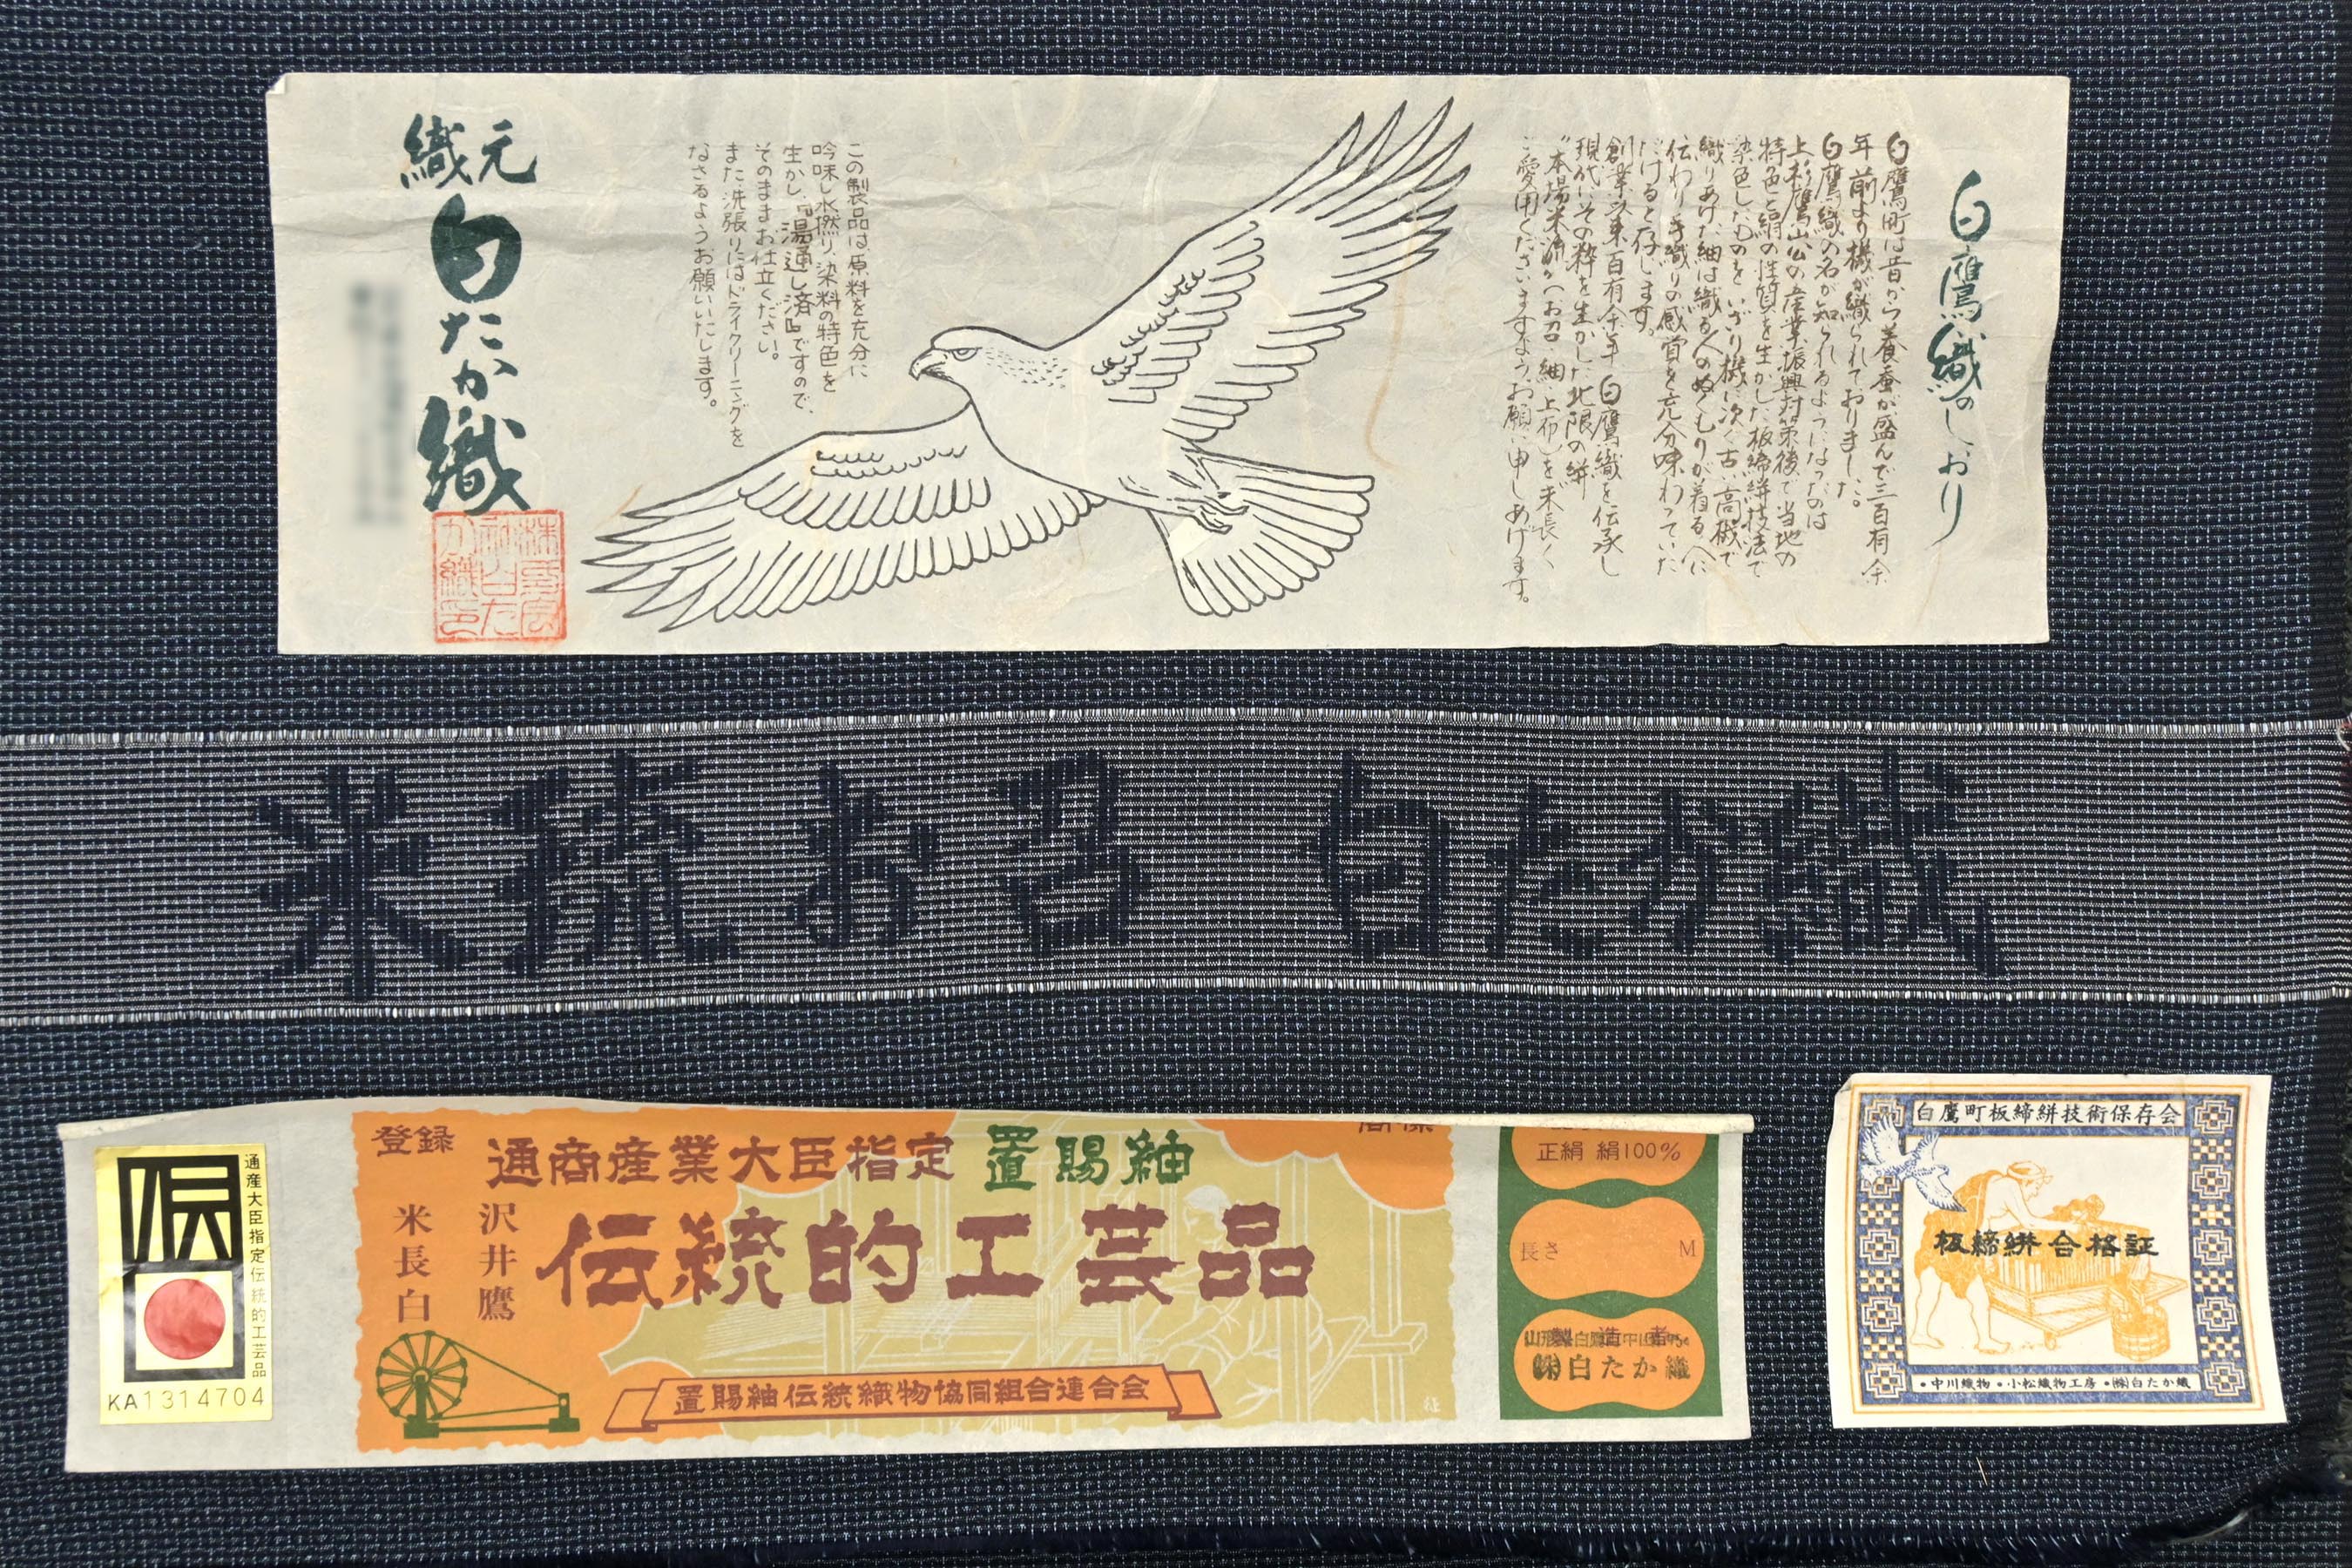 白鷹織のしおり
白鷹町は昔から養蚕が盛んで三百有余
年前より機が織られておりました。
白鷹織の名が知られるようになったのは
上杉鷹山公の産業振興対策後で当地の
特色と絹の性質を生かした板締絣技法で
染色したものをいざり機に次ぐ古い高機で
織りあげた紬は織る人のぬくもりが着る人に
伝わり手織りの感賞を充分味わっていた
だけると存じます。
創業以来百有余年白鷹織を伝承し
現代にその粋を生かした北限の絣
〝本場米流(お召 紬 上布)を末長く
ご愛用くださいますようお願い申しあげます。
この製品は原料を充分に
吟味し水撚り、染料の特色を
生かし『湯通し済』ですので、
そのままお仕立ください。
また洗張りにはドライクリーニングを
なさるようお願いいたします。
織元
白たか織
株式会
社白た
か織印
米琉お召 白たか織
通産大臣指定伝統的工芸品
KA1314704
登録
通商産業大臣指定 置賜紬
伝統的工芸品
米沢
長井
白鷹
置賜紬伝統織物協同組合連合会
正絹 絹100%
長さ M
製造者
㈱白たか織
白鷹町板締絣技術保存会
板締絣合格証
•中川織物 •小松織物工房 •㈱白たか織